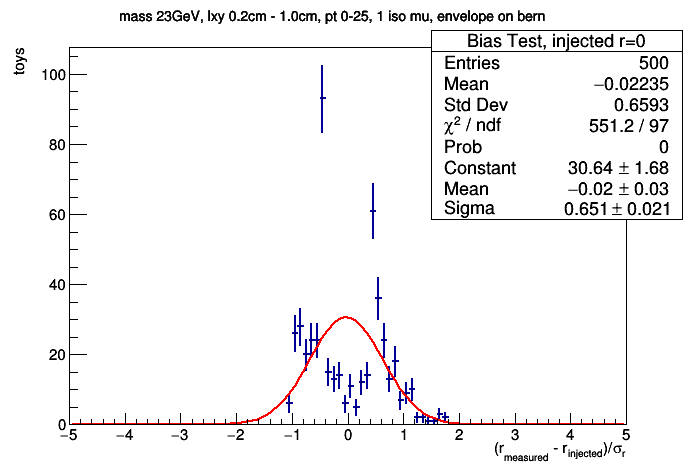 mass 23GeV, lxy 0.2cm - 1.0cm, pt 0-25, 1 iso mu, envelope on bern
Bias Test, injected r=0
Entries 500
Mean −0.02235
Std Dev 0.6593
χ² / ndf 551.2 / 97
Prob 0
Constant 30.64 ± 1.68
Mean −0.02 ± 0.03
Sigma 0.651 ± 0.021
toys
100
80
60
40
20
0
−5 −4 −3 −2 −1 0 1 2 3 4 5
(r_measured - r_injected)/σ_r